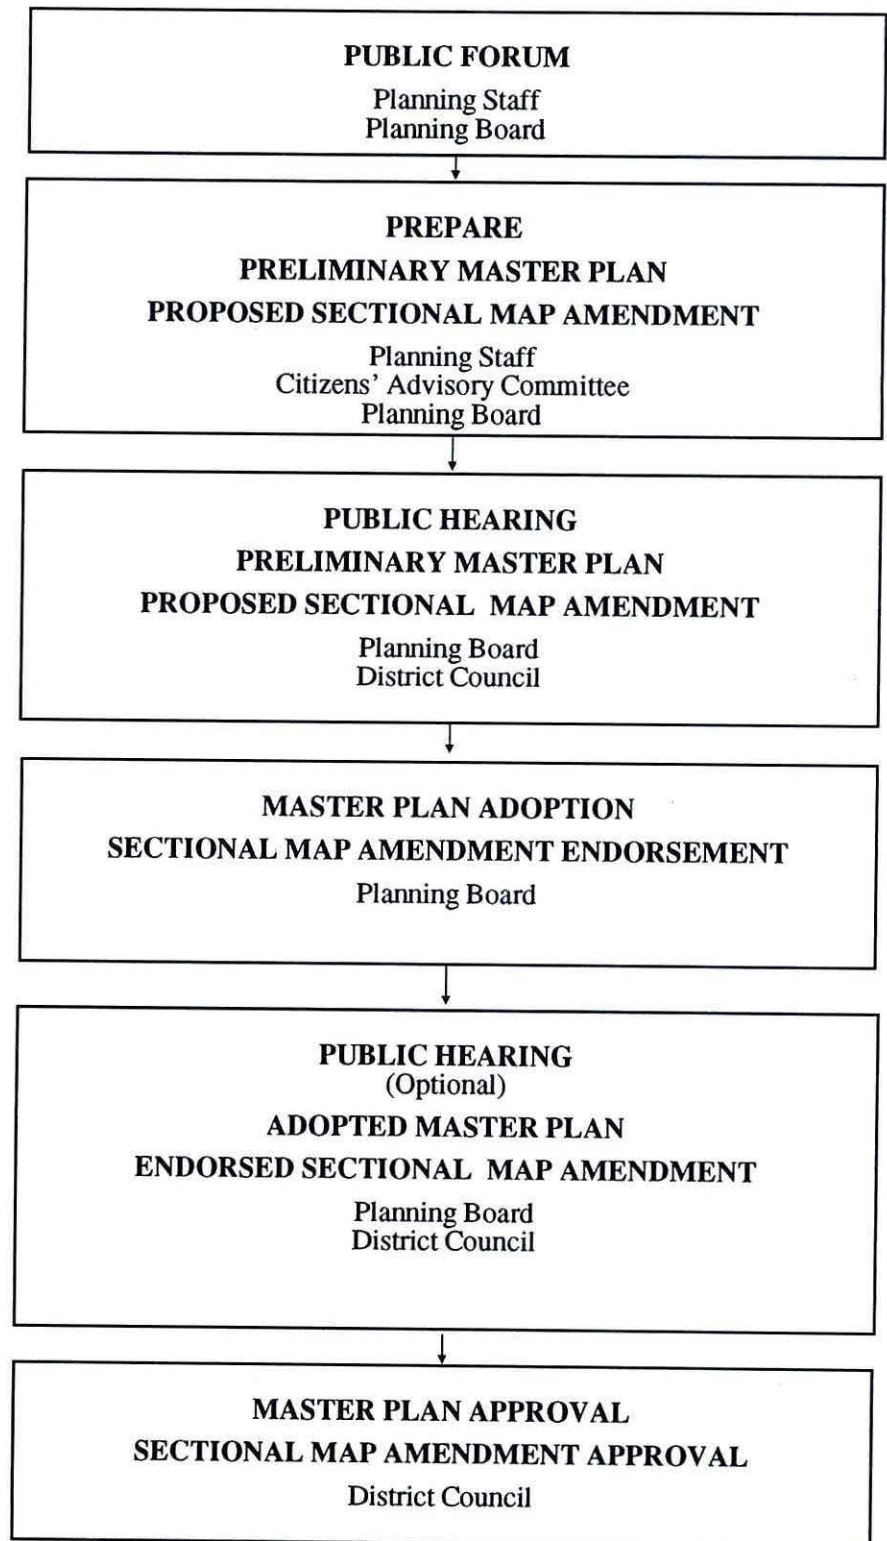 PUBLIC FORUM
Planning Staff
Planning Board
PREPARE
PRELIMINARY MASTER PLAN
PROPOSED SECTIONAL MAP AMENDMENT
Planning Staff
Citizens' Advisory Committee
Planning Board
PUBLIC HEARING
PRELIMINARY MASTER PLAN
PROPOSED SECTIONAL MAP AMENDMENT
Planning Board
District Council
MASTER PLAN ADOPTION
SECTIONAL MAP AMENDMENT ENDORSEMENT
Planning Board
PUBLIC HEARING
(Optional)
ADOPTED MASTER PLAN
ENDORSED SECTIONAL MAP AMENDMENT
Planning Board
District Council
MASTER PLAN APPROVAL
SECTIONAL MAP AMENDMENT APPROVAL
District Council